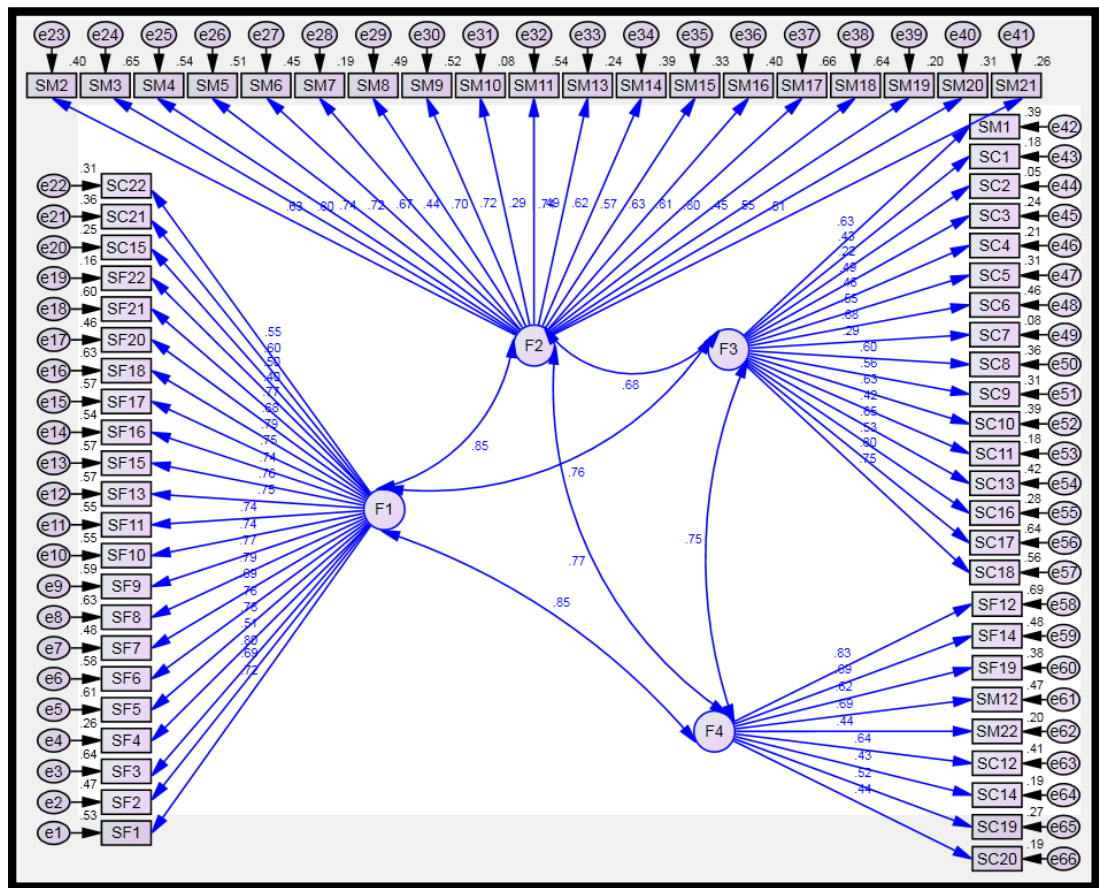 e23 e24 e25 e26 e27 e28 e29 e30 e31 e32 e33 e34 e35 e36 e37 e38 e39 e40 e41
.40 .65 .54 .51 .45 .19 .49 .52 .08 .54 .24 .39 .33 .40 .66 .64 .20 .31 .26
SM2 SM3 SM4 SM5 SM6 SM7 SM8 SM9 SM10 SM11 SM13 SM14 SM15 SM16 SM17 SM18 SM19 SM20 SM21
.63 .80 .74 .72 .67 .44 .70 .72 .29 .62 .57 .63 .81 .80 .45 .55 .51
.31
e22 SC22
.36
e21 SC21
.25
e20 SC15
.16
e19 SF22
.60
e18 SF21
.46
e17 SF20
.63
e16 SF18
.57
e15 SF17
.54
e14 SF16
.57
e13 SF15
.57
e12 SF13
.55
e11 SF11
.55
e10 SF10
.59
e9 SF9
.63
e8 SF8
.48
e7 SF7
.58
e6 SF6
.61
e5 SF5
.26
e4 SF4
.64
e3 SF3
.47
e2 SF2
.53
e1 SF1
.55
.60
.50
.40
.77
.68
.79
.75
.74
.76
.75
.74
.74
.77
.79
.69
.76
.78
.51
.80
.69
.72
F1
F2
F3
F4
.68
.85
.76
.77
.75
.85
.39
SM1 e42
.18
SC1 e43
.05
SC2 e44
.24
SC3 e45
.21
SC4 e46
.31
SC5 e47
.46
SC6 e48
.08
SC7 e49
.36
SC8 e50
.31
SC9 e51
.39
SC10 e52
.18
SC11 e53
.42
SC13 e54
.28
SC16 e55
.64
SC17 e56
.56
SC18 e57
.63
.43
.22
.49
.46
.55
.68
.29
.60
.56
.63
.42
.65
.53
.80
.75
.69
SF12 e58
.48
SF14 e59
.38
SF19 e60
.47
SM12 e61
.20
SM22 e62
.41
SC12 e63
.19
SC14 e64
.27
SC19 e65
.19
SC20 e66
.83
.69
.62
.69
.44
.64
.43
.52
.44